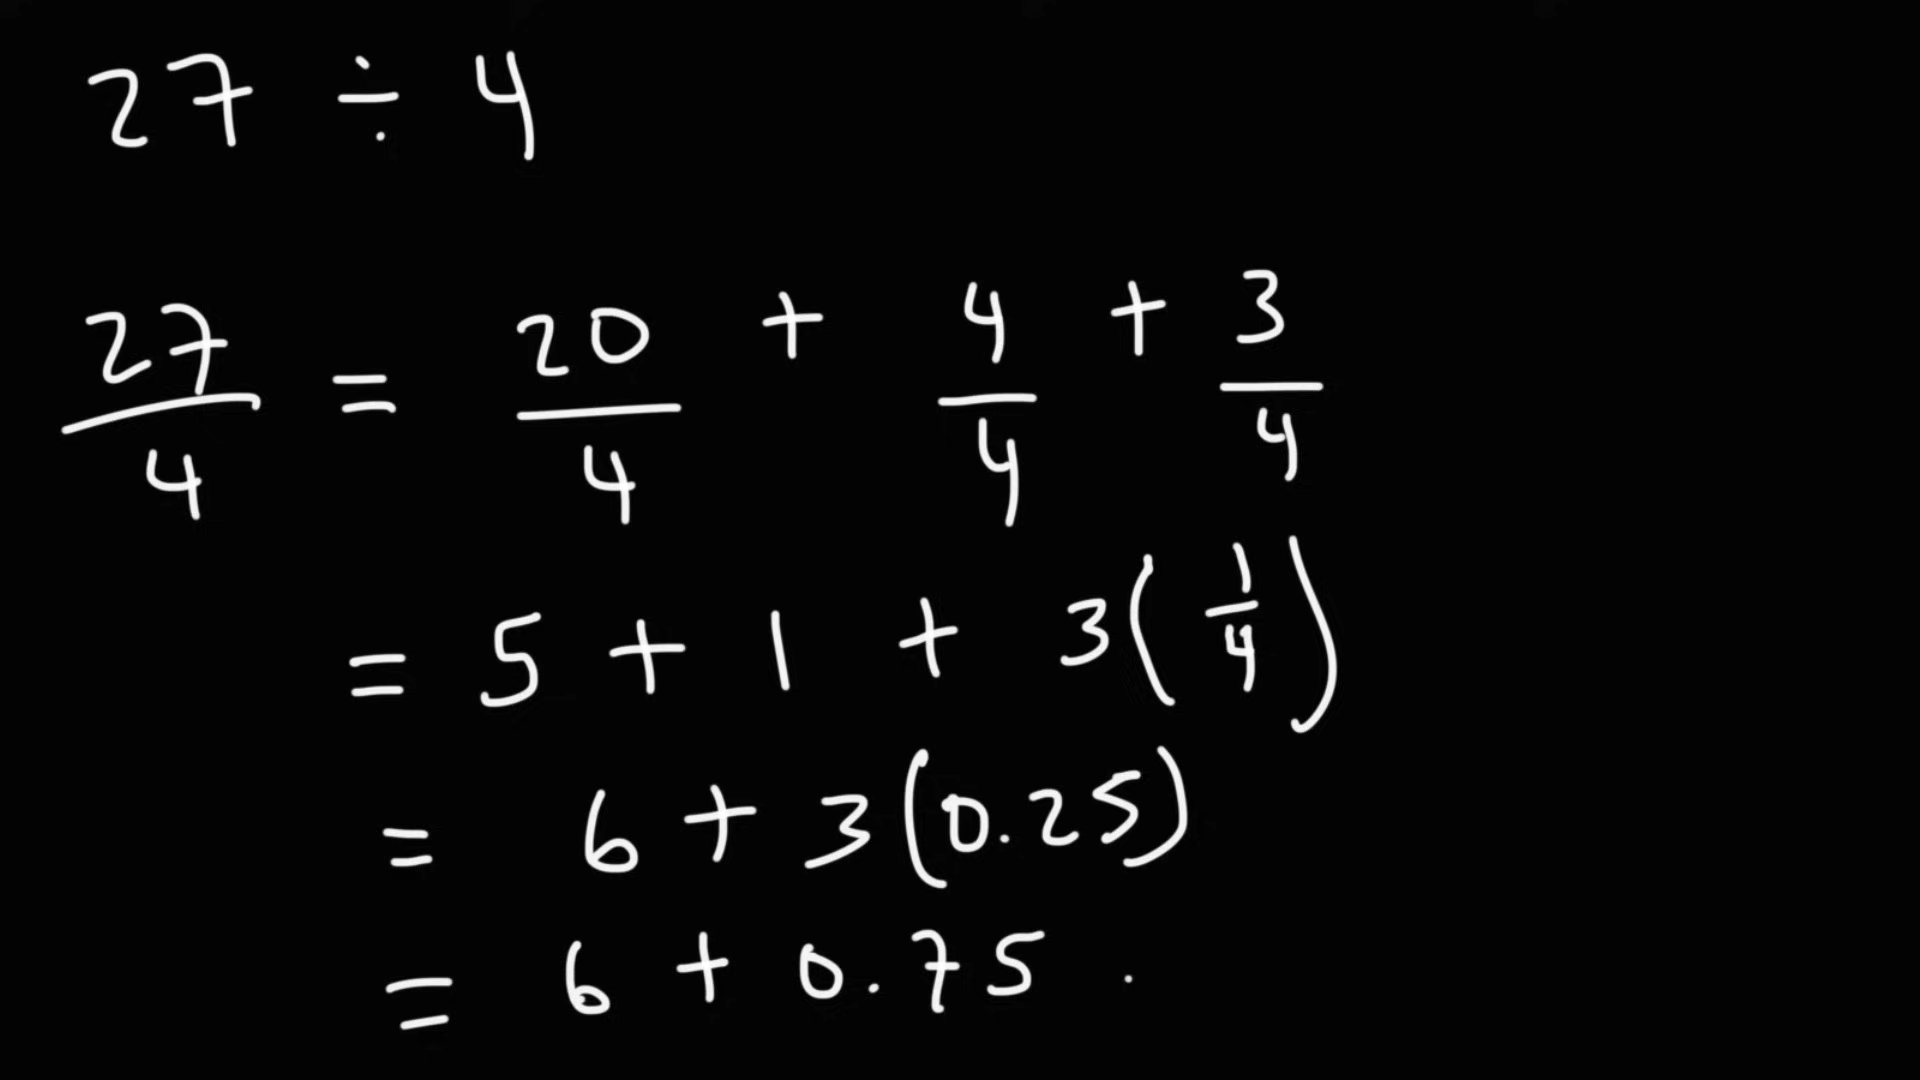 27 ÷ 4
27/4 = 20/4 + 4/4 + 3/4
= 5 + 1 + 3(1/4)
= 6 + 3(0.25)
= 6 + 0.75 .